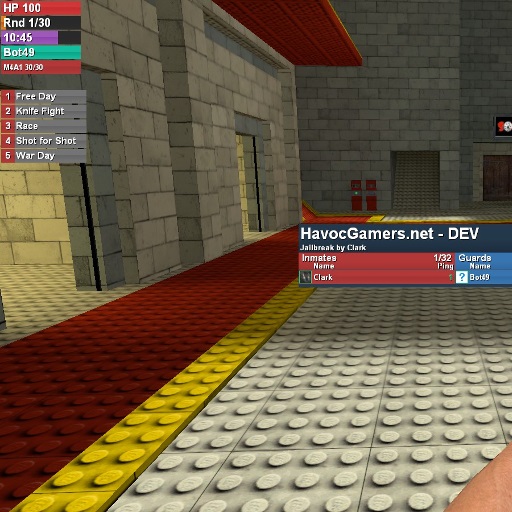 HP 100
Rnd 1/30
10:45
Bot49
M4A1 30/30
1 Free Day
2 Knife Fight
3 Race
4 Shot for Shot
5 War Day
HavocGamers.net - DEV
Jailbreak by Clark
Inmates 1/32 Guards
Name Ping Name
Clark Bot49